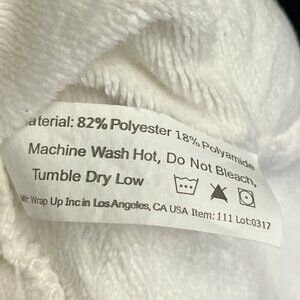 aterial: 82% Polyester 18% Polyamide
Machine Wash Hot, Do Not Bleach,
Tumble Dry Low
Mfr. Wrap Up Inc in Los Angeles, CA USA Item: 111 Lot:0317